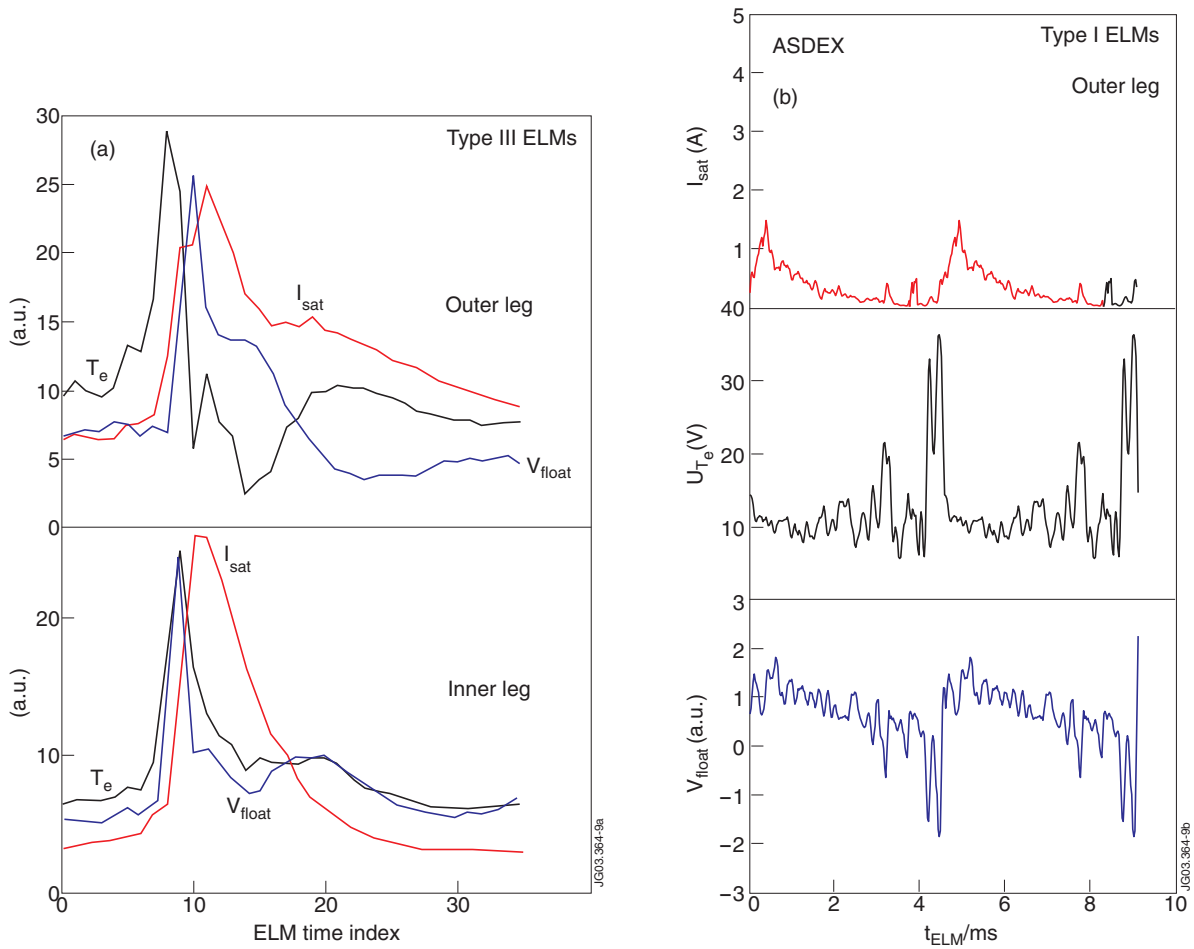 (a)
Type III ELMs
30
25
20
15
10
5
0
(a.u.)
Outer leg
T_e
I_sat
V_float
20
10
0
(a.u.)
Inner leg
I_sat
T_e
V_float
0 10 20 30
ELM time index
JG03.364-9a
ASDEX
Type I ELMs
(b)
Outer leg
5
4
3
2
1
I_sat (A)
40
30
20
10
U_Te (V)
3
2
1
0
−1
−2
−3
V_float (a.u.)
0 2 4 6 8 10
t_ELM/ms
JG03.364-9b